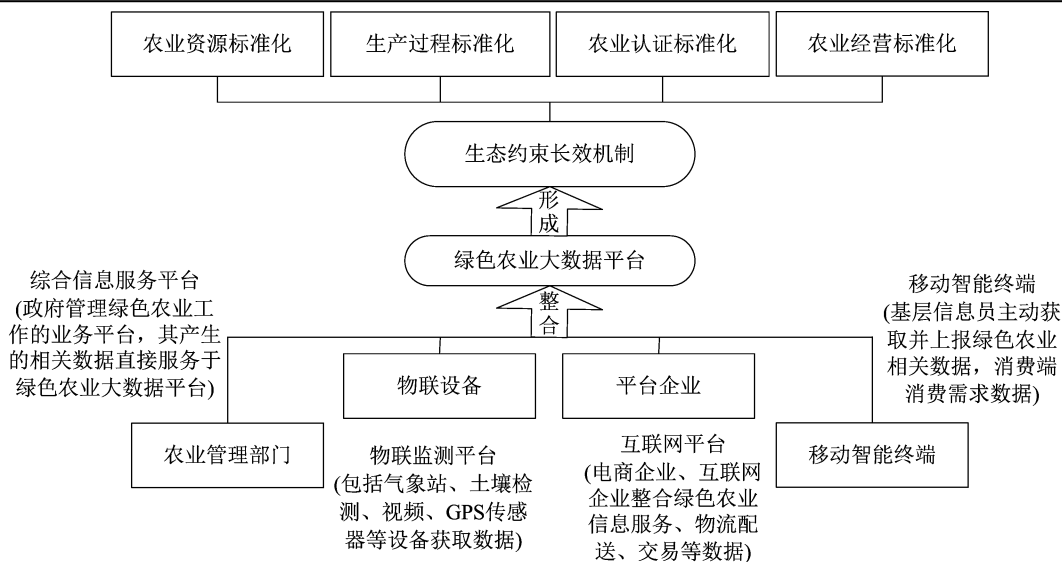 农业资源标准化
生产过程标准化
农业认证标准化
农业经营标准化
生态约束长效机制
形
成
绿色农业大数据平台
整
合
综合信息服务平台
(政府管理绿色农业工
作的业务平台，其产生
的相关数据直接服务于
绿色农业大数据平台)
移动智能终端
(基层信息员主动获
取并上报绿色农业
相关数据，消费端
消费需求数据)
农业管理部门
物联设备
平台企业
移动智能终端
物联监测平台
(包括气象站、土壤检
测、视频、GPS传感
器等设备获取数据)
互联网平台
(电商企业、互联网
企业整合绿色农业
信息服务、物流配
送、交易等数据)